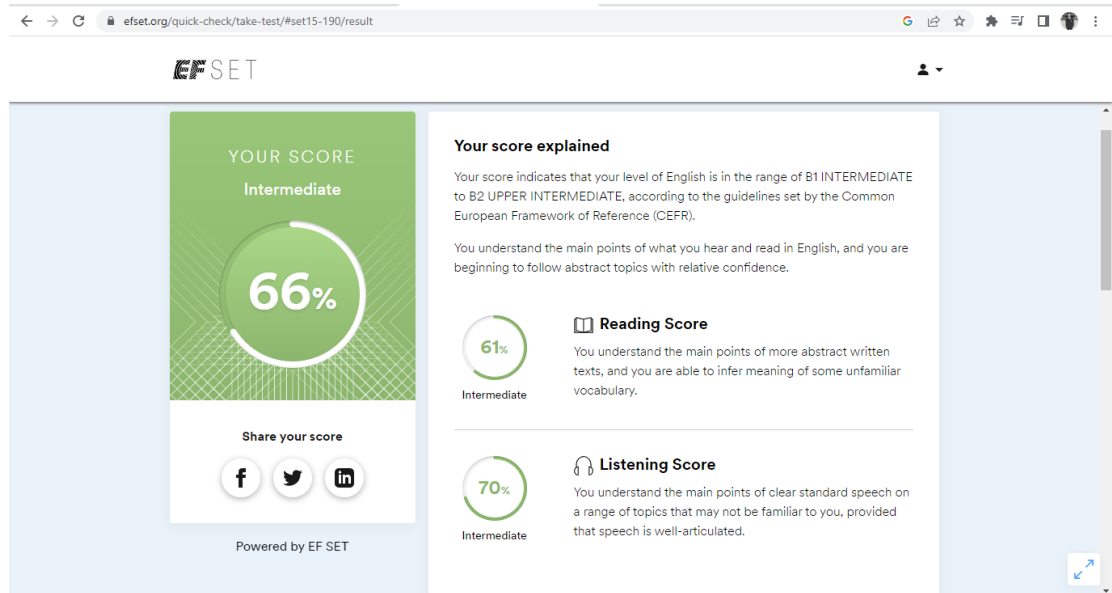 efset.org/quick-check/take-test/#set15-190/result
EFSET
YOUR SCORE
Intermediate
66%
Share your score
Powered by EF SET
Your score explained
Your score indicates that your level of English is in the range of B1 INTERMEDIATE
to B2 UPPER INTERMEDIATE, according to the guidelines set by the Common
European Framework of Reference (CEFR).
You understand the main points of what you hear and read in English, and you are
beginning to follow abstract topics with relative confidence.
61%
Intermediate
Reading Score
You understand the main points of more abstract written
texts, and you are able to infer meaning of some unfamiliar
vocabulary.
70%
Intermediate
Listening Score
You understand the main points of clear standard speech on
a range of topics that may not be familiar to you, provided
that speech is well-articulated.